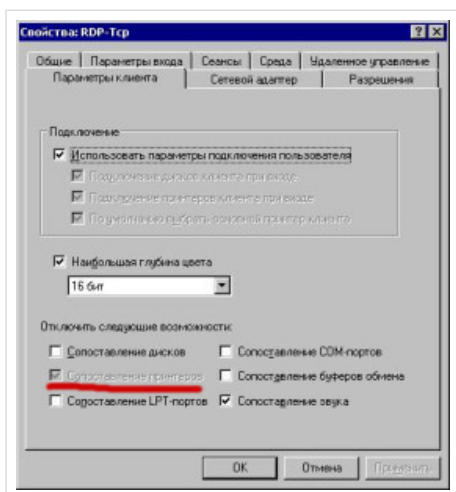 Свойства: RDP-Tcp
Общие Параметры входа Сеансы Среда Удаленное управление
Параметры клиента Сетевой адаптер Разрешения
Подключение
Использовать параметры подключения пользователя
Подключение дисков клиента при входе
Подключение принтеров клиента при входе
По умолчанию выбрать основной принтер клиента
Наибольшая глубина цвета
16 бит
Отключить следующие возможности:
Сопоставление дисков Сопоставление COM-портов
Сопоставление принтеров Сопоставление буферов обмена
Сопоставление LPT-портов Сопоставление звука
OK Отмена Применить